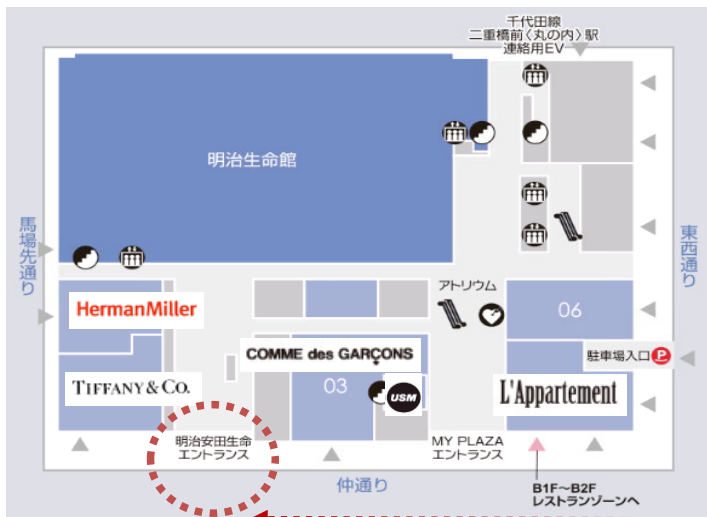 千代田線
二重橋前〈丸の内〉駅
連絡用EV
明治生命館
馬場先通り
東西通り
アトリウム
HermanMiller
06
COMME des GARÇONS
駐車場入口 P
TIFFANY & CO.
03
USM
L'Appartement
明治安田生命
エントランス
MY PLAZA
エントランス
仲通り
B1F～B2F
レストランゾーンへ